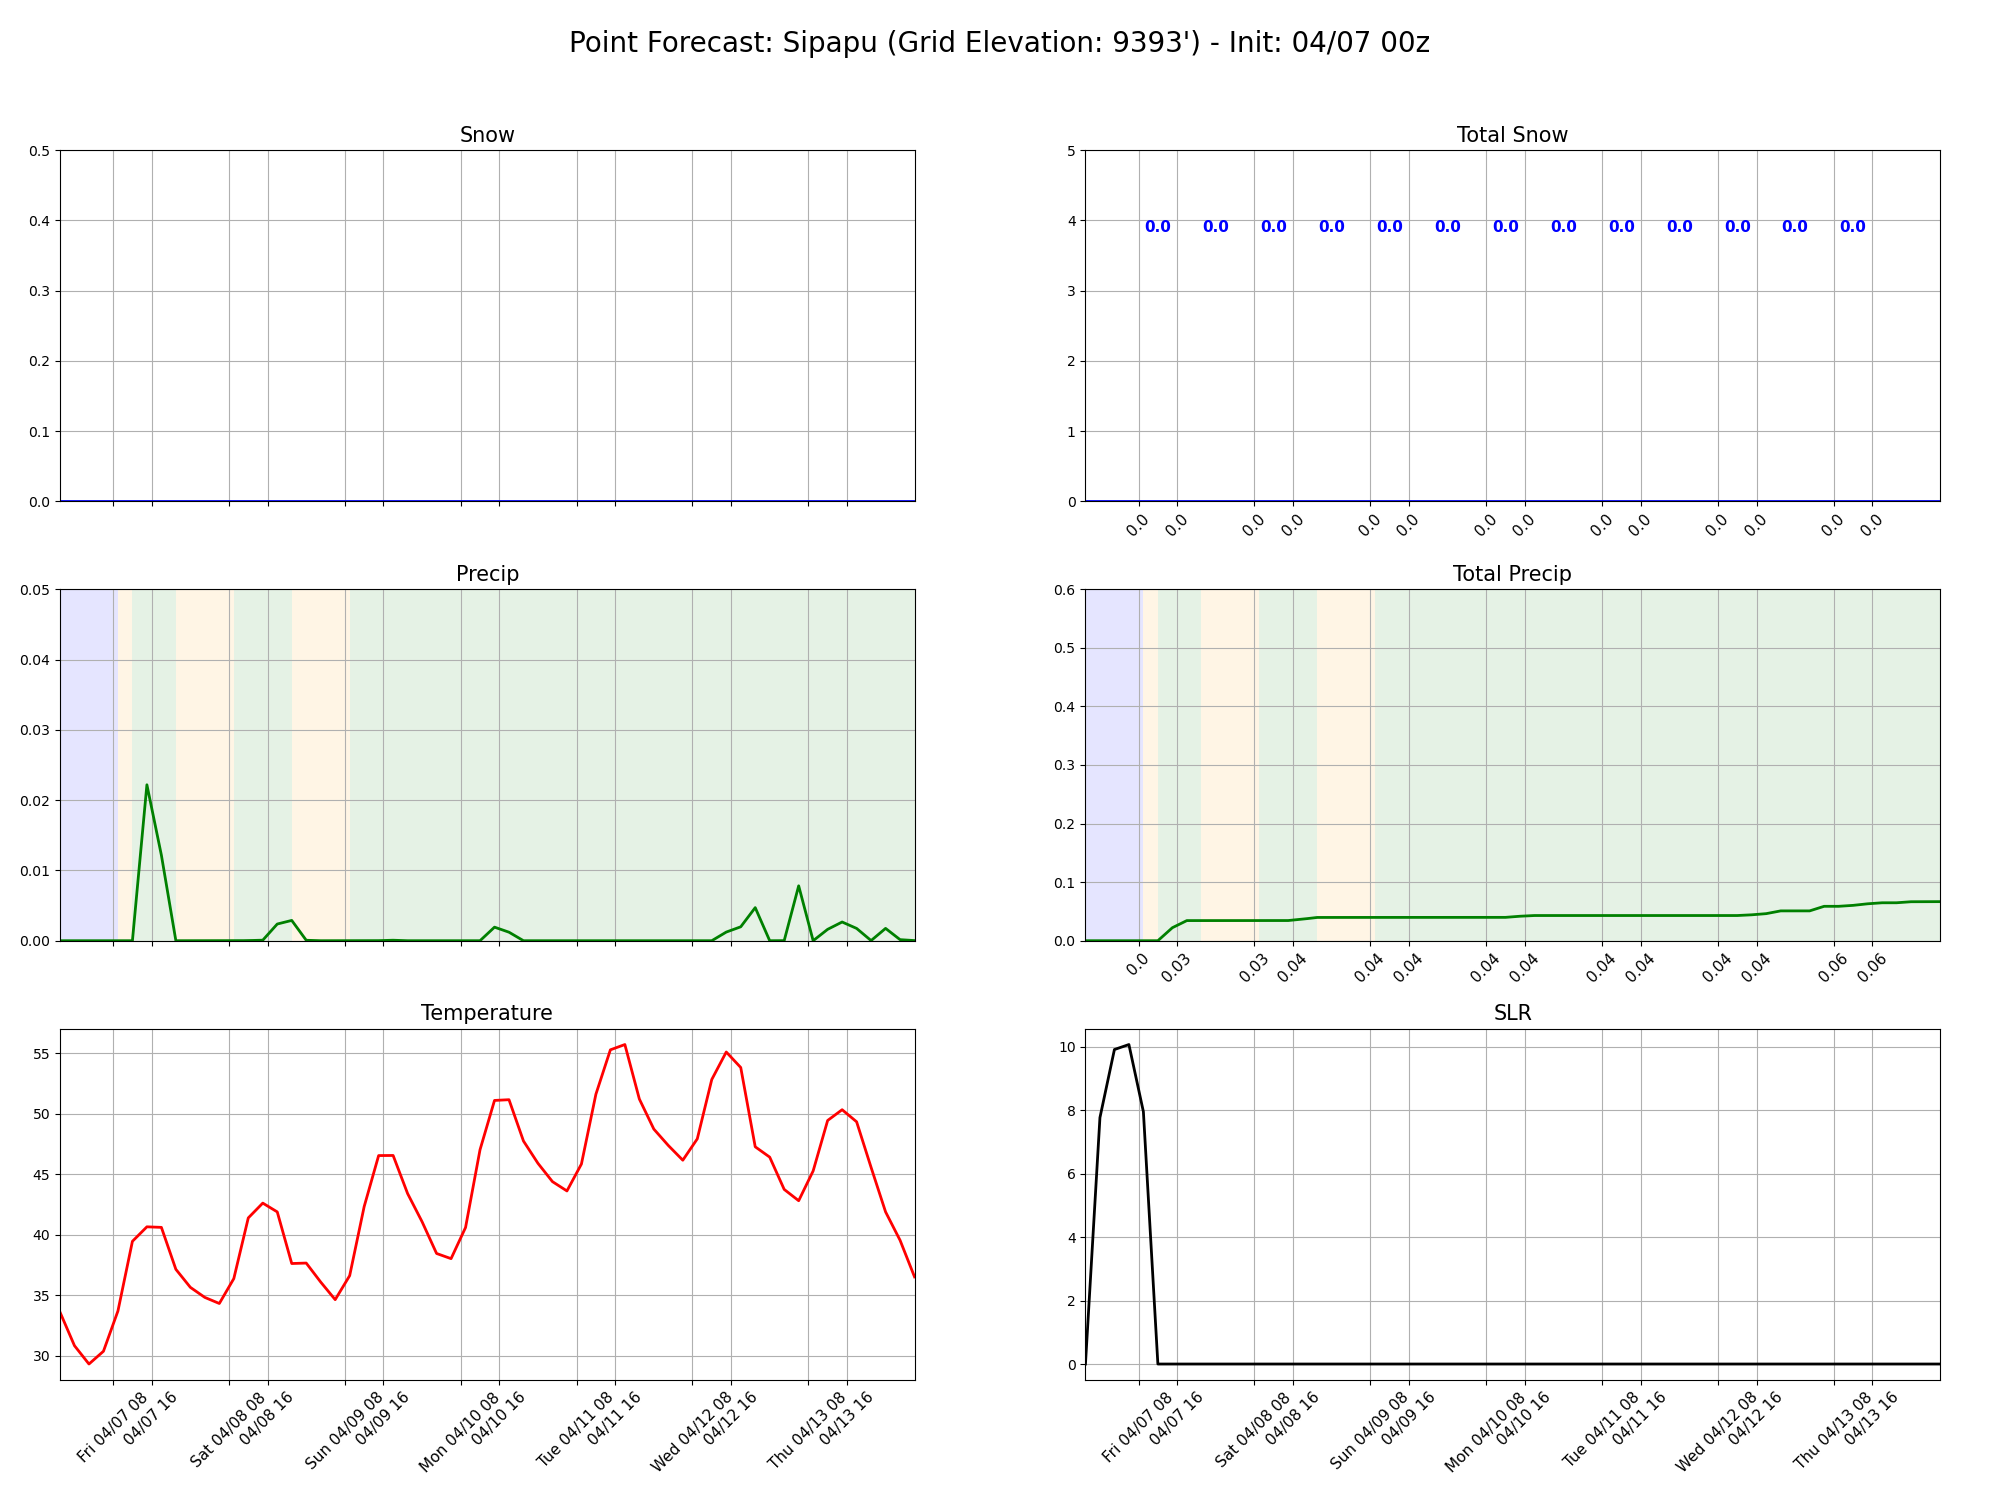 Point Forecast: Sipapu (Grid Elevation: 9393') - Init: 04/07 00z
Snow
0.5
0.4
0.3
0.2
0.1
0.0
Total Snow
5
4
3
2
1
0
0.0 0.0 0.0 0.0 0.0 0.0 0.0 0.0 0.0 0.0 0.0 0.0 0.0
0.0 0.0 0.0 0.0 0.0 0.0 0.0 0.0 0.0 0.0 0.0 0.0 0.0 0.0
Precip
0.05
0.04
0.03
0.02
0.01
0.00
Total Precip
0.6
0.5
0.4
0.3
0.2
0.1
0.0
0.0 0.03 0.03 0.04 0.04 0.04 0.04 0.04 0.04 0.04 0.04 0.04 0.06 0.06
Temperature
55
50
45
40
35
30
Fri 04/07 08
04/07 16
Sat 04/08 08
04/08 16
Sun 04/09 08
04/09 16
Mon 04/10 08
04/10 16
Tue 04/11 08
04/11 16
Wed 04/12 08
04/12 16
Thu 04/13 08
04/13 16
SLR
10
8
6
4
2
0
Fri 04/07 08
04/07 16
Sat 04/08 08
04/08 16
Sun 04/09 08
04/09 16
Mon 04/10 08
04/10 16
Tue 04/11 08
04/11 16
Wed 04/12 08
04/12 16
Thu 04/13 08
04/13 16